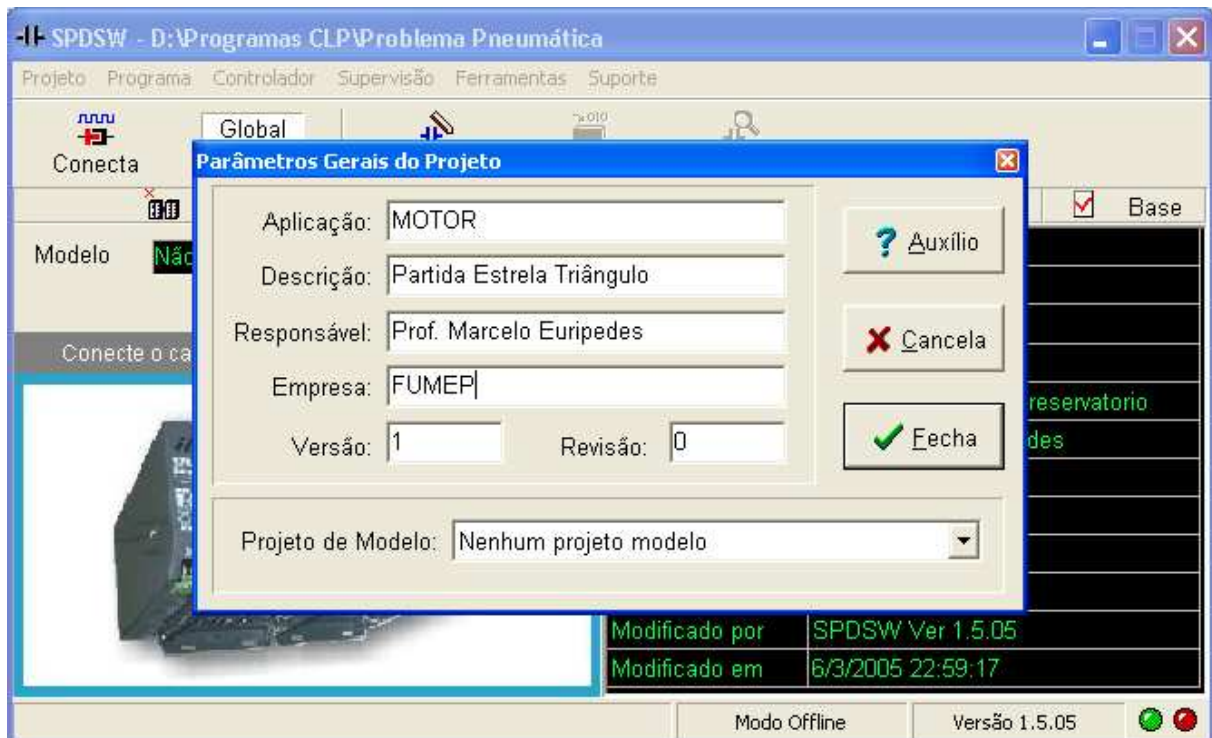 SPDSW - D:\Programas CLP\Problema Pneumática
Projeto Programa Controlador Supervisão Ferramentas Suporte
Conecta Global
Parâmetros Gerais do Projeto
Base
Modelo
Aplicação: MOTOR
Descrição: Partida Estrela Triângulo
Responsável: Prof. Marcelo Euripedes
Empresa: FUMEP
Versão: 1 Revisão: 0
Projeto de Modelo: Nenhum projeto modelo
? Auxílio
Cancela
Fecha
Conecte o
reservatorio
des
Modificado por SPDSW Ver 1.5.05
Modificado em 6/3/2005 22:59:17
Modo Offline Versão 1.5.05